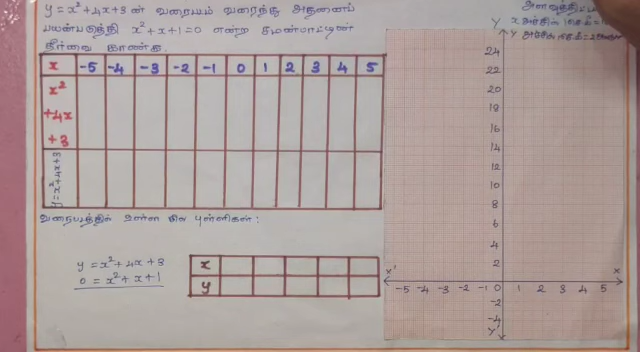 y = x² + 4x + 3 ன் வரைபடம் வரைந்து அதனைப்
பயன்படுத்தி x² + x + 1 = 0 என்ற சமன்பாட்டின்
தீர்வை காண்க.
x -5 -4 -3 -2 -1 0 1 2 3 4 5
x²
+4x
+3
y = x² + 4x + 3
வரைபடத்தில் உள்ள சில புள்ளிகள் :
y = x² + 4x + 3
0 = x² + x + 1
x
y
Y
y
24
22
20
18
16
14
12
10
8
6
4
2
x' x
-5 -4 -3 -2 -1 0 1 2 3 4 5
-2
-4
y'